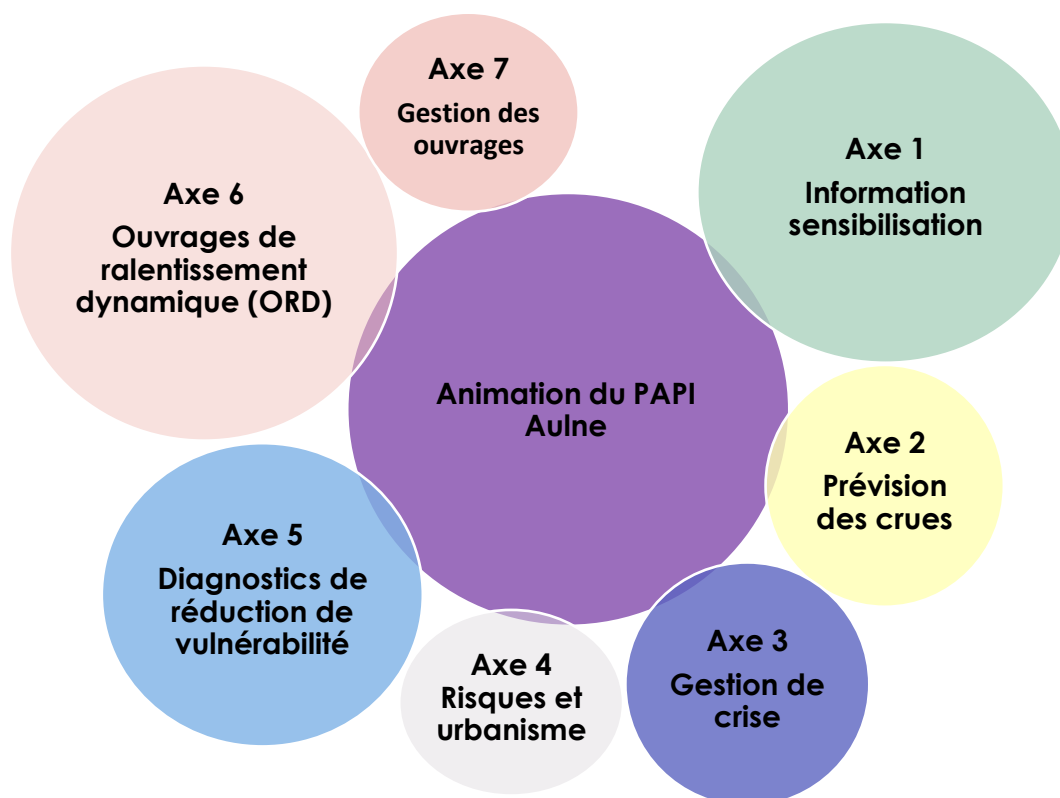 Animation du PAPI
Aulne
Axe 1
Information
sensibilisation
Axe 2
Prévision
des crues
Axe 3
Gestion de
crise
Axe 4
Risques et
urbanisme
Axe 5
Diagnostics de
réduction de
vulnérabilité
Axe 6
Ouvrages de
ralentissement
dynamique (ORD)
Axe 7
Gestion des
ouvrages